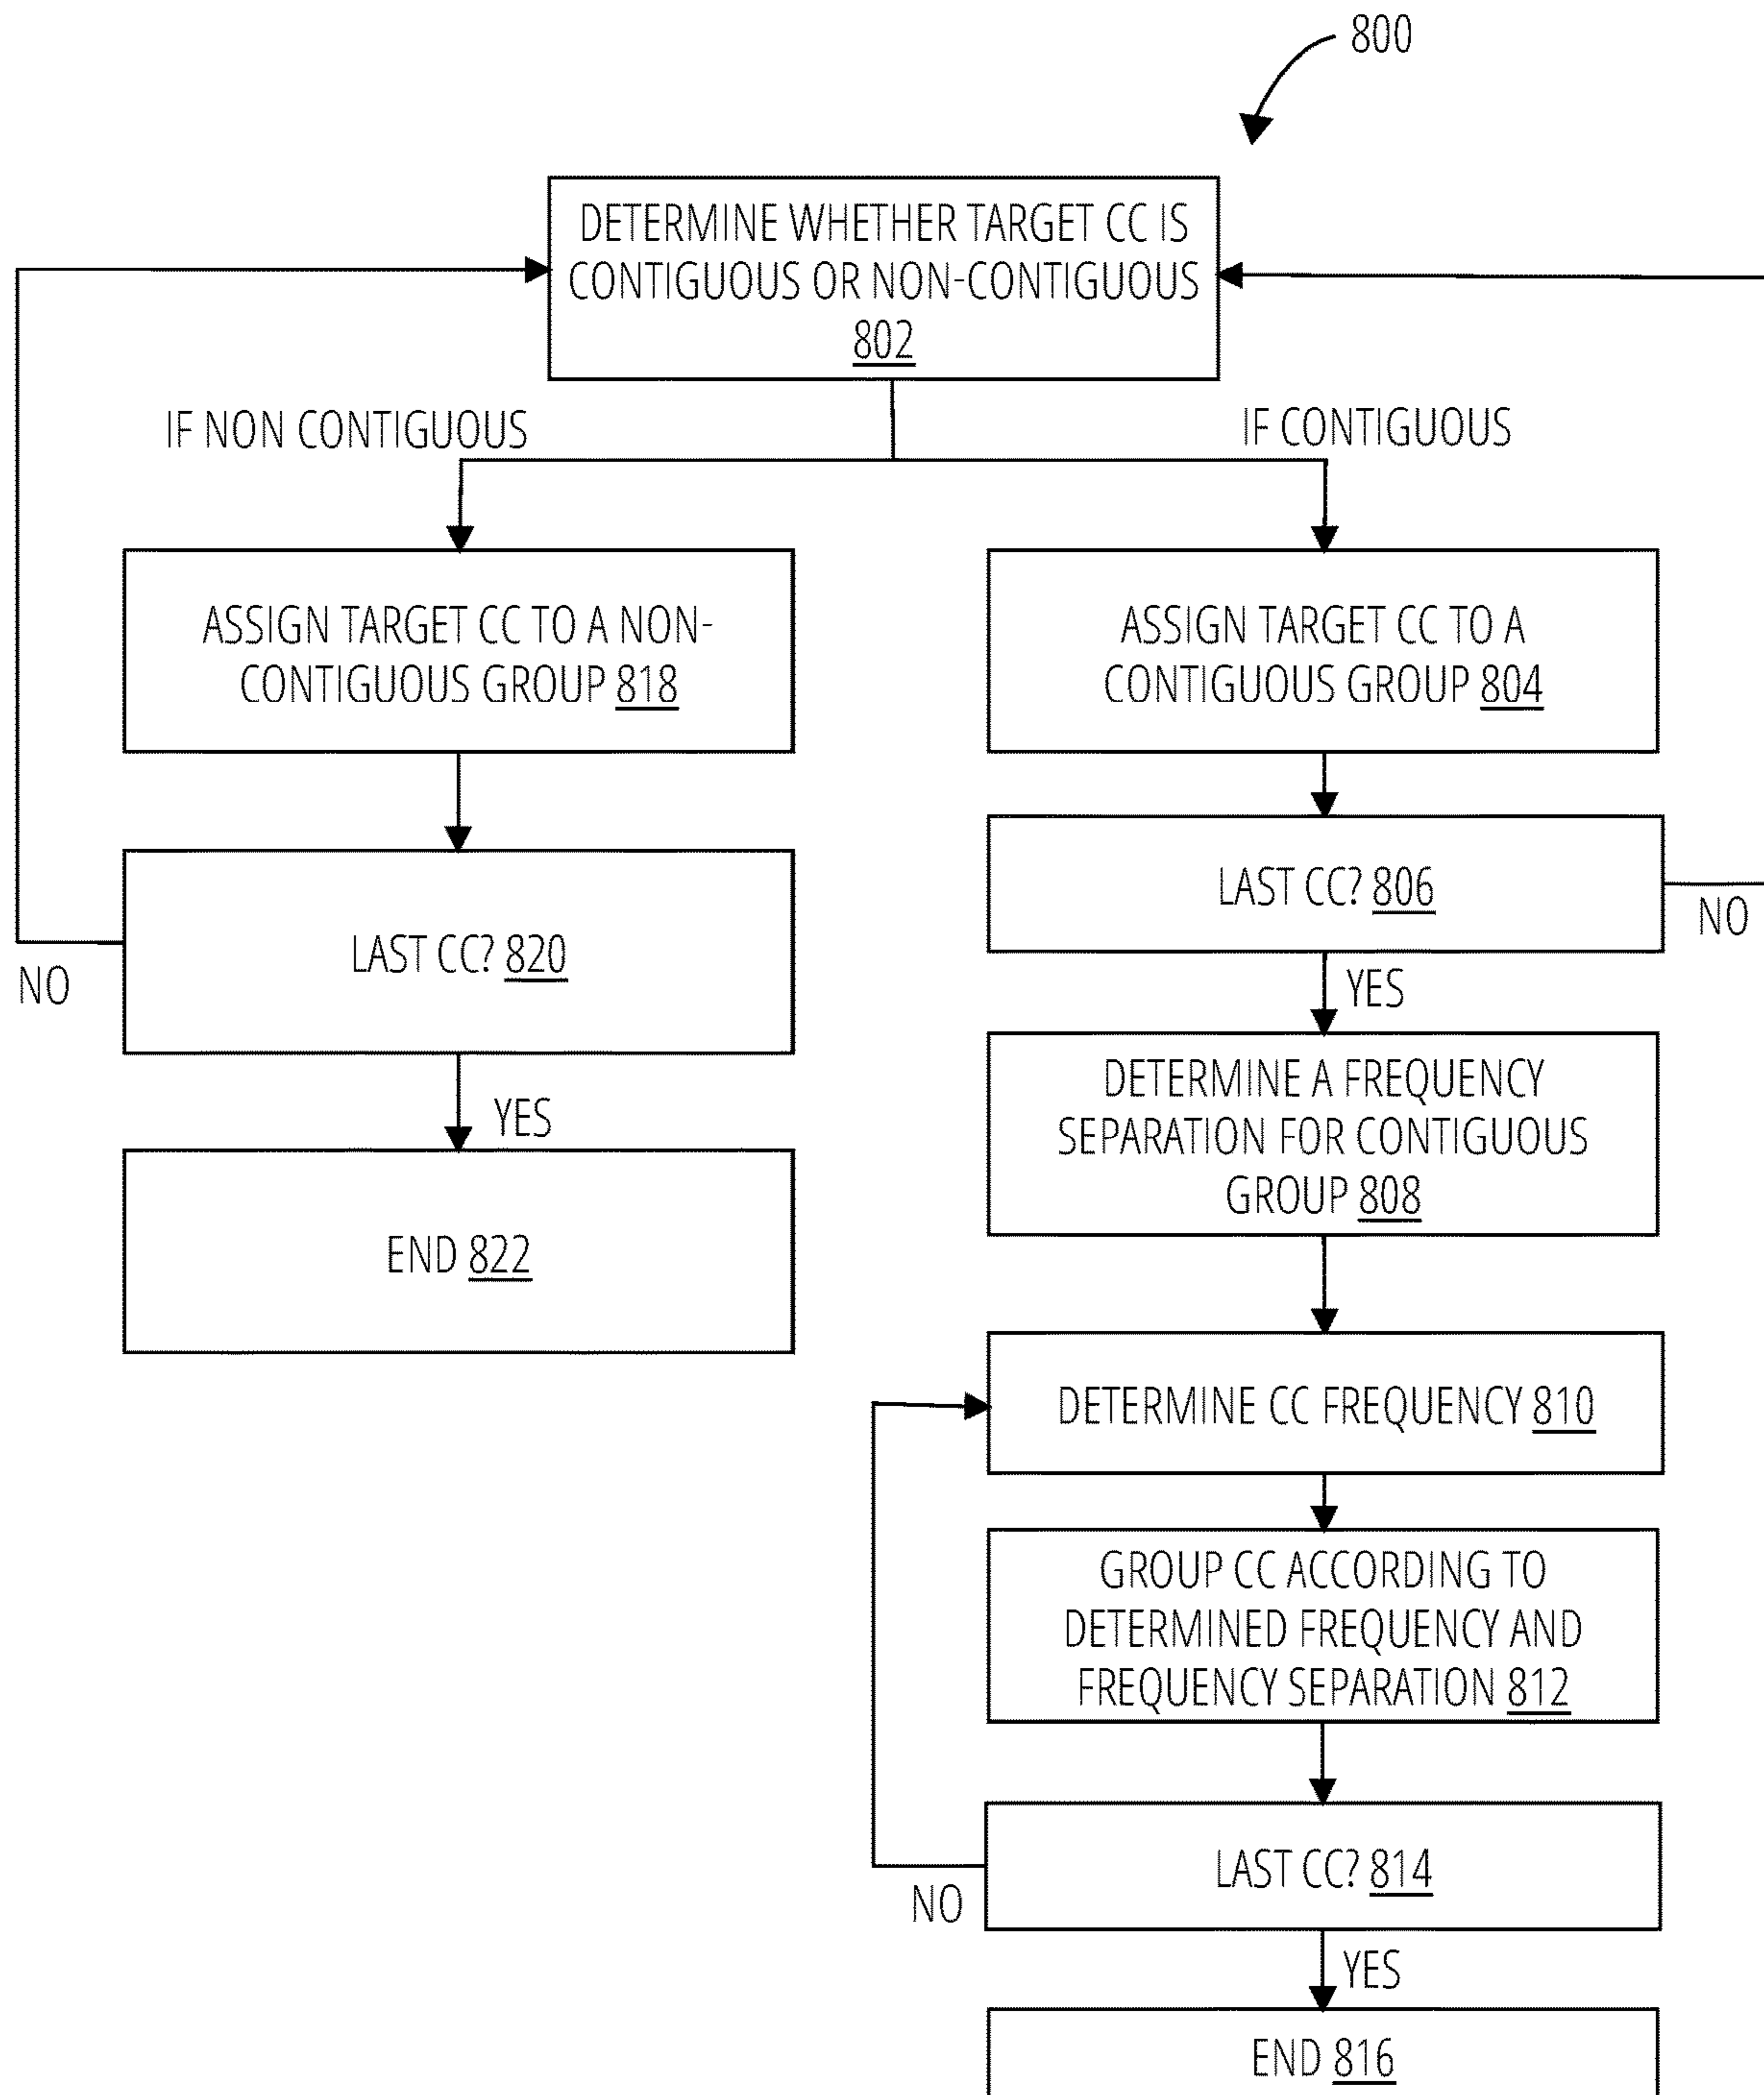 800
DETERMINE WHETHER TARGET CC IS
CONTIGUOUS OR NON-CONTIGUOUS
802
IF NON CONTIGUOUS
IF CONTIGUOUS
ASSIGN TARGET CC TO A NON-
CONTIGUOUS GROUP 818
ASSIGN TARGET CC TO A
CONTIGUOUS GROUP 804
LAST CC? 806
NO
LAST CC? 820
NO
YES
DETERMINE A FREQUENCY
SEPARATION FOR CONTIGUOUS
GROUP 808
YES
END 822
DETERMINE CC FREQUENCY 810
GROUP CC ACCORDING TO
DETERMINED FREQUENCY AND
FREQUENCY SEPARATION 812
LAST CC? 814
NO
YES
END 816